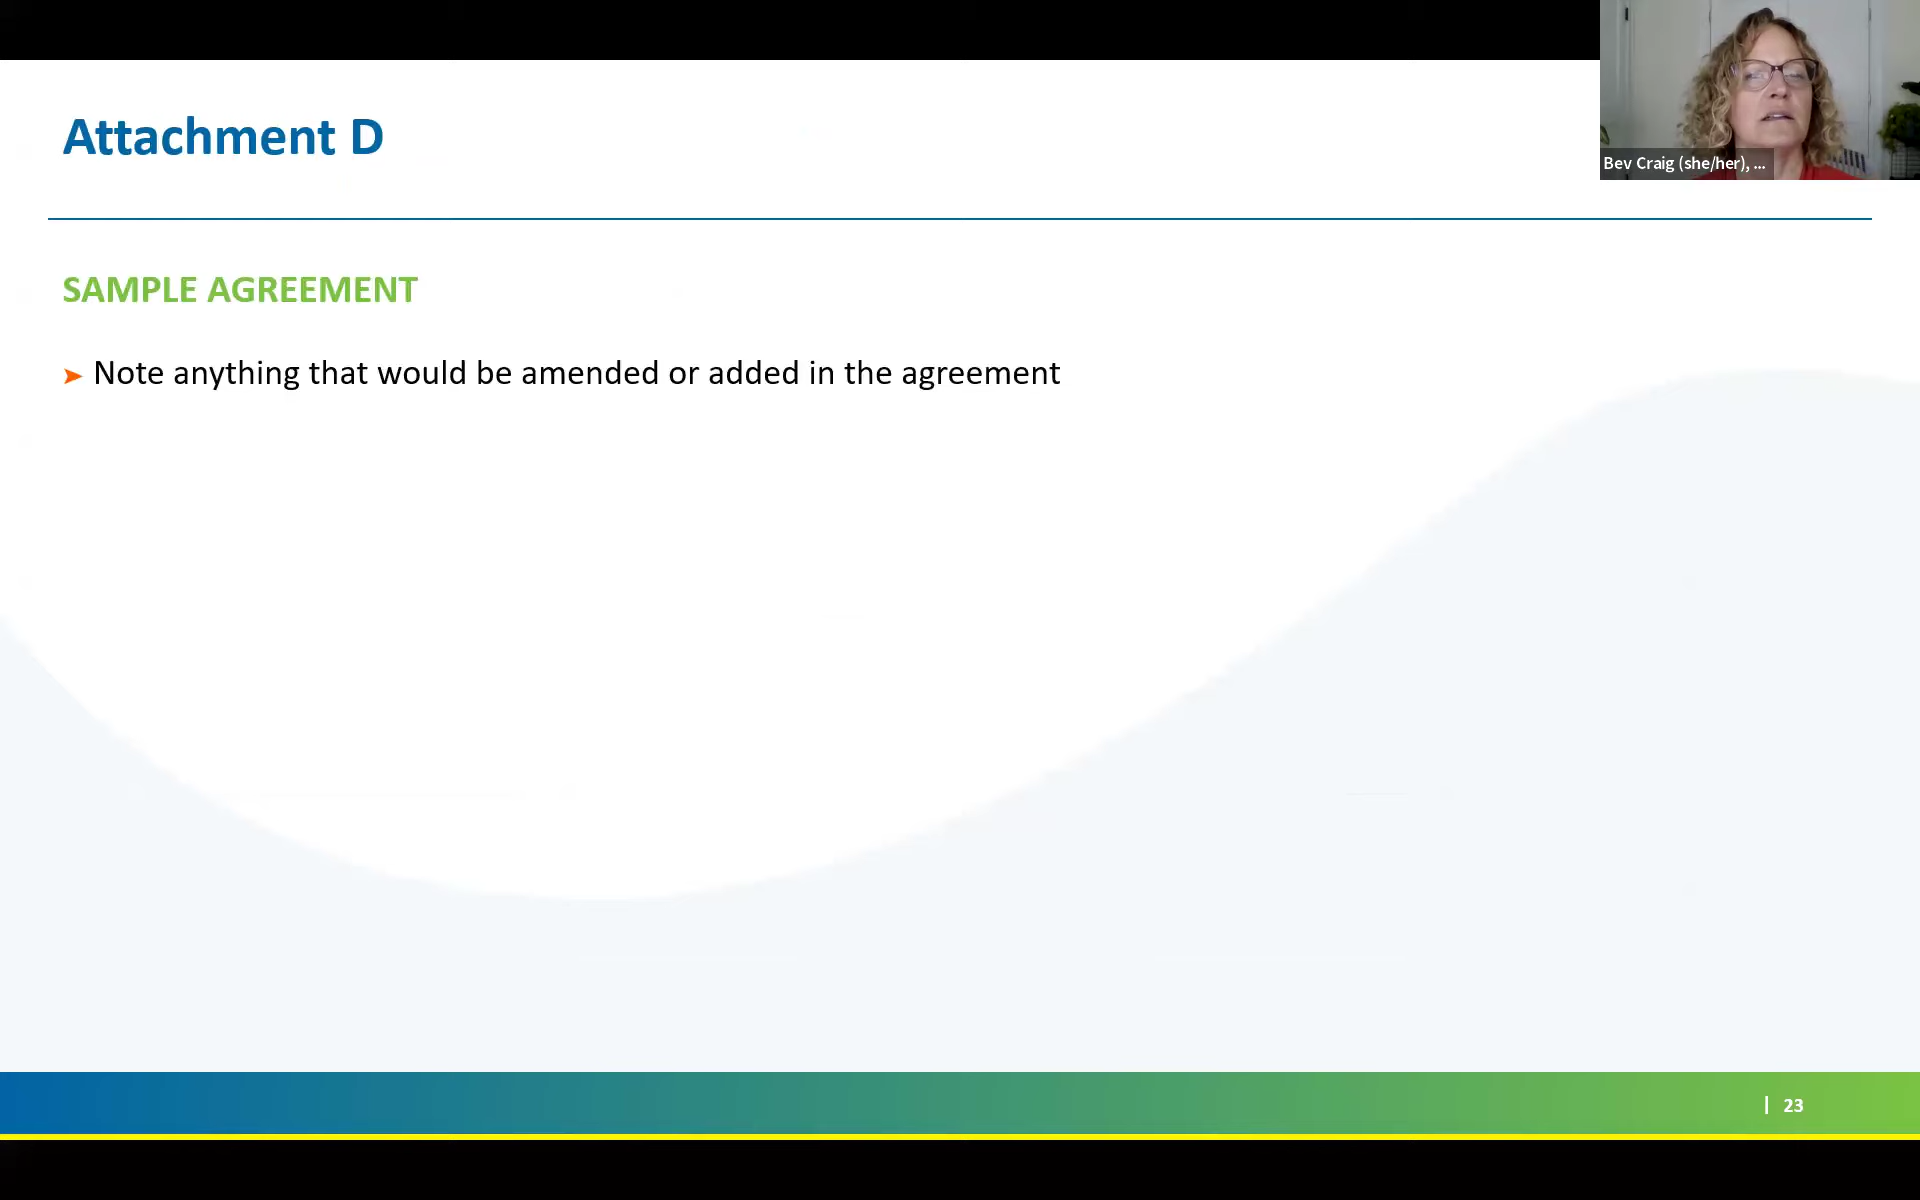 Attachment D
Bev Craig (she/her), ...
SAMPLE AGREEMENT
➤ Note anything that would be amended or added in the agreement
| 23